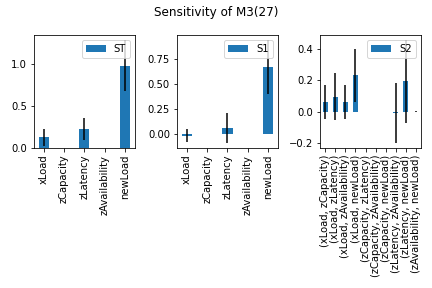 Sensitivity of M3(27)
ST
1.0
0.5
0.0
xLoad
zCapacity
zLatency
zAvailability
newLoad
S1
0.75
0.50
0.25
0.00
xLoad
zCapacity
zLatency
zAvailability
newLoad
S2
0.4
0.2
0.0
−0.2
(xLoad, zCapacity)
(xLoad, zLatency)
(xLoad, zAvailability)
(xLoad, newLoad)
(zCapacity, zLatency)
(zCapacity, zAvailability)
(zCapacity, newLoad)
(zLatency, zAvailability)
(zLatency, newLoad)
(zAvailability, newLoad)